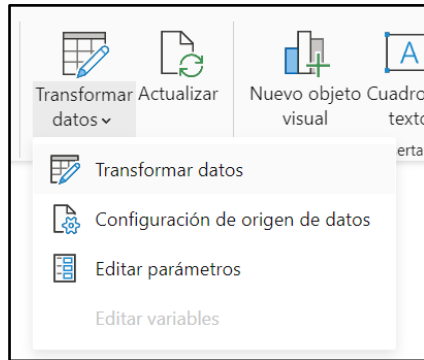 Transformar Actualizar Nuevo objeto Cuadro
datos visual texto
erta
Transformar datos
Configuración de origen de datos
Editar parámetros
Editar variables